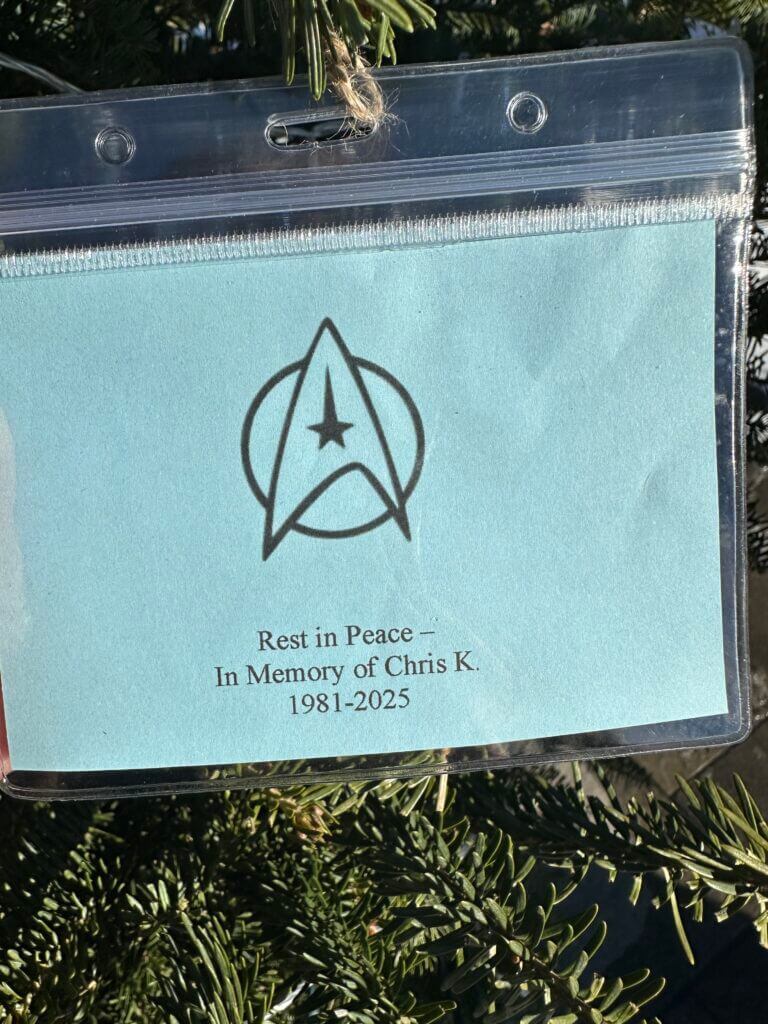 Rest in Peace –
In Memory of Chris K.
1981-2025